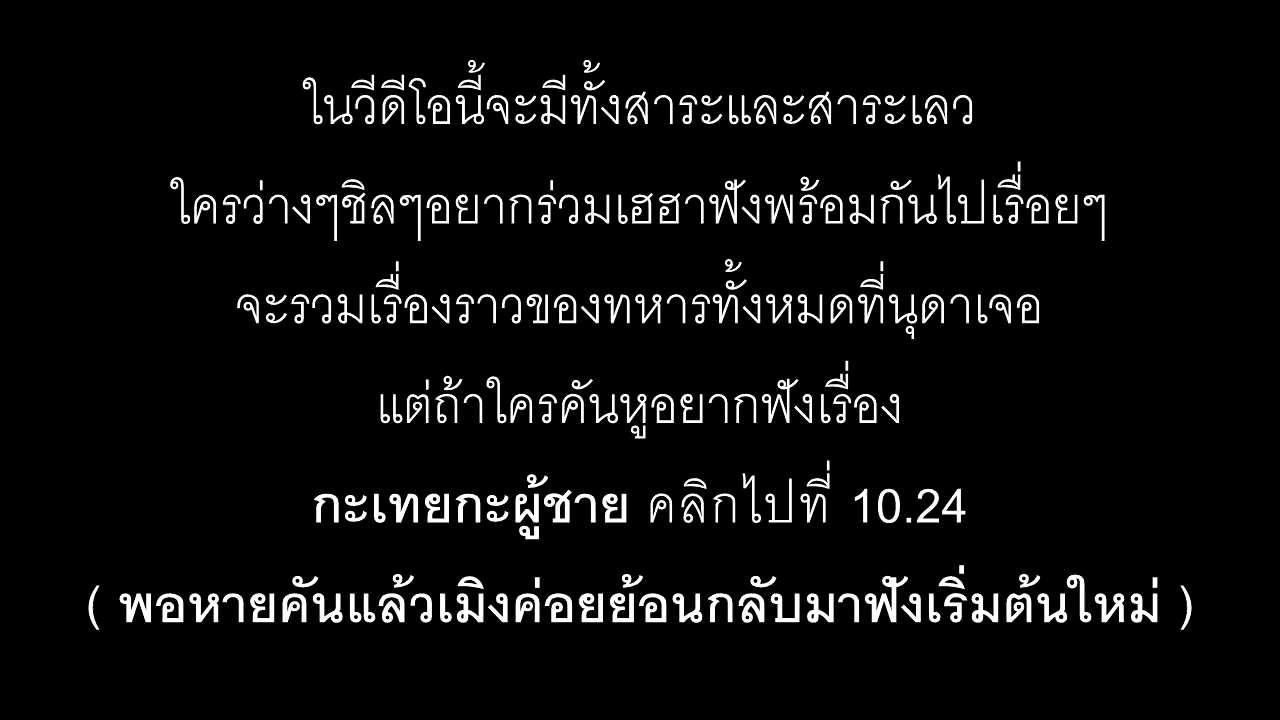 ในวีดีโอนี้จะมีทั้งสาระและสาระเลว
ใครว่างๆชิลๆอยากร่วมเฮฮาฟังพร้อมกันไปเรื่อยๆ
จะรวมเรื่องราวของทหารทั้งหมดที่นุดาเจอ
แต่ถ้าใครคันหูอยากฟังเรื่อง
กะเทยกะผู้ชาย คลิกไปที่ 10.24
( พอหายคันแล้วเมิงค่อยย้อนกลับมาฟังเริ่มต้นใหม่ )